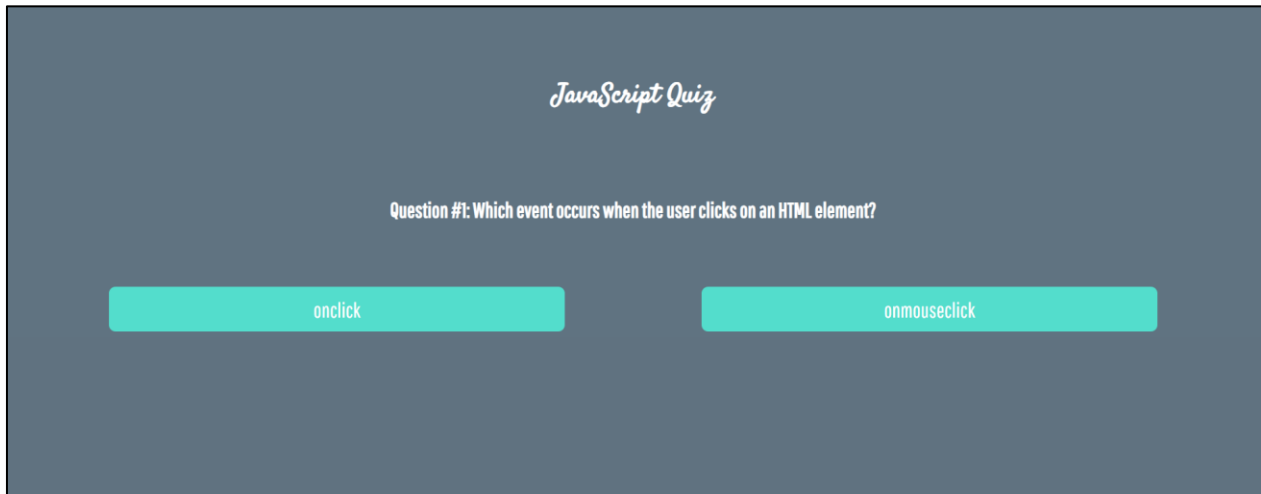 JavaScript Quiz
Question #1: Which event occurs when the user clicks on an HTML element?
onclick
onmouseclick